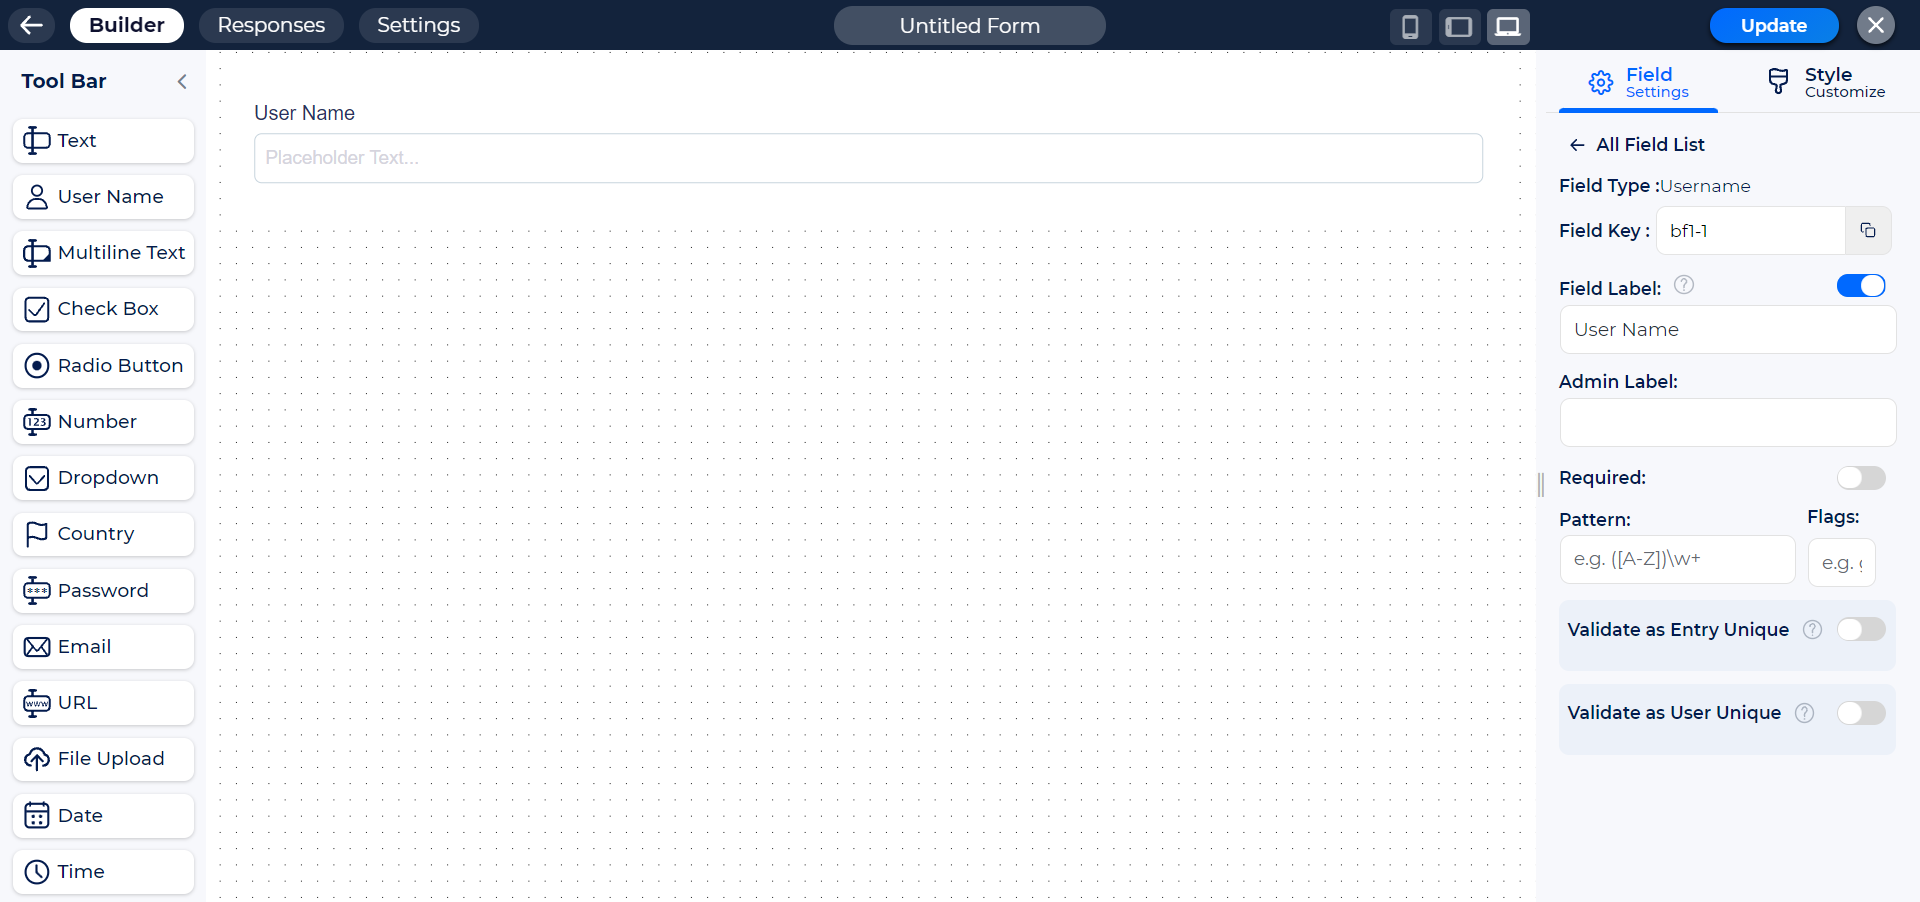 Builder
Responses
Settings
Untitled Form
Update
Tool Bar
Text
User Name
Multiline Text
Check Box
Radio Button
123
Number
Dropdown
Country
***
Password
Email
www
URL
File Upload
Date
Time
User Name
Placeholder Text...
Field
Settings
Style
Customize
All Field List
Field Type :Username
Field Key :
bf1-1
Field Label:
?
User Name
Admin Label:
Required:
Pattern:
Flags:
e.g. ([A-Z])\w+
e.g.
Validate as Entry Unique
?
Validate as User Unique
?